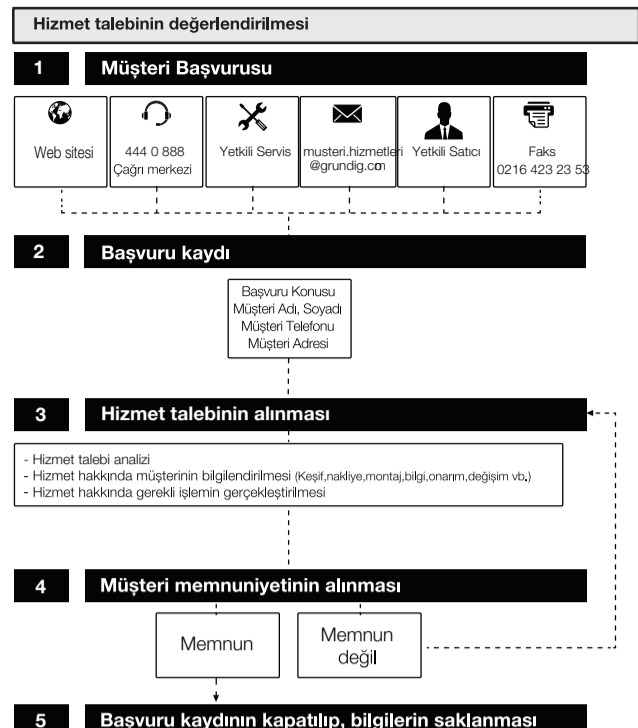 Hizmet talebinin değerlendirilmesi
1 Müşteri Başvurusu
Web sitesi
444 0 888
Çağrı merkezi
Yetkili Servis
musteri.hizmetleri
@grundig.com
Yetkili Satıcı
Faks
0216 423 23 53
2 Başvuru kaydı
Başvuru Konusu
Müşteri Adı, Soyadı
Müşteri Telefonu
Müşteri Adresi
3 Hizmet talebinin alınması
- Hizmet talebi analizi
- Hizmet hakkında müşterinin bilgilendirilmesi (Keşif,nakliye,montaj,bilgi,onarım,değişim vb.)
- Hizmet hakkında gerekli işlemin gerçekleştirilmesi
4 Müşteri memnuniyetinin alınması
Memnun
Memnun
değil
5 Başvuru kaydının kapatılıp, bilgilerin saklanması